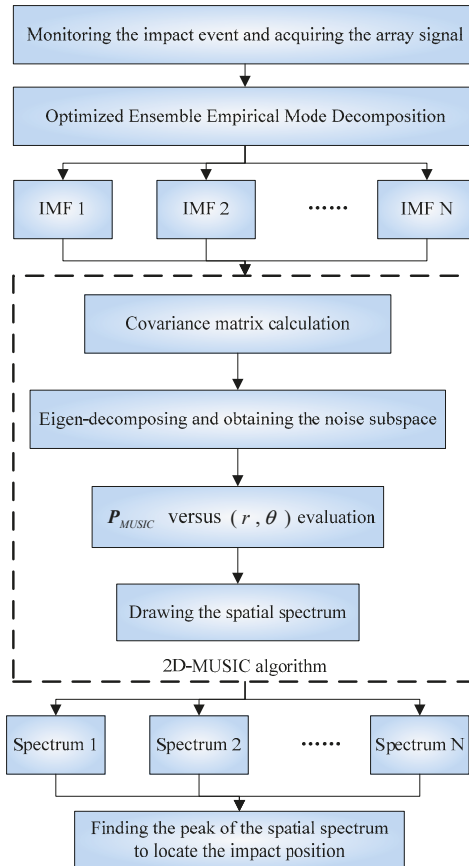 Monitoring the impact event and acquiring the array signal
Optimized Ensemble Empirical Mode Decomposition
IMF 1
IMF 2
······
IMF N
Covariance matrix calculation
Eigen-decomposing and obtaining the noise subspace
P_MUSIC versus (r, θ) evaluation
Drawing the spatial spectrum
2D-MUSIC algorithm
Spectrum 1
Spectrum 2
······
Spectrum N
Finding the peak of the spatial spectrum
to locate the impact position